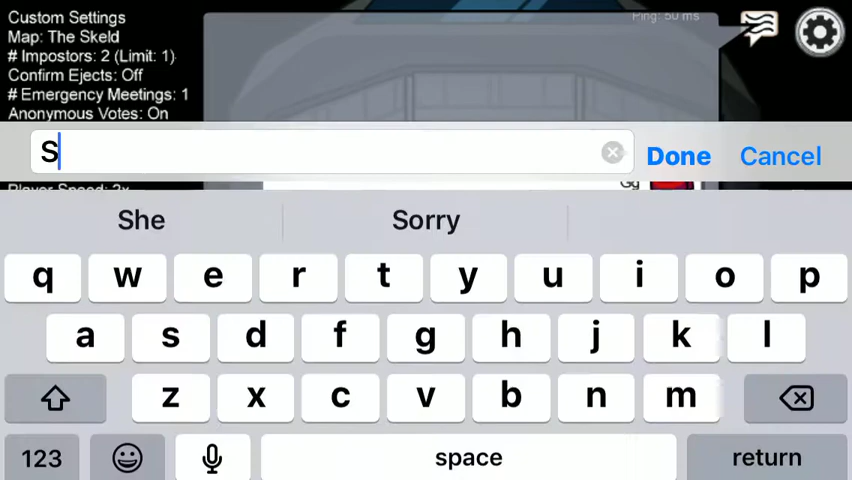 Custom Settings
Map: The Skeld
# Impostors: 2 (Limit: 1)
Confirm Ejects: Off
# Emergency Meetings: 1
Anonymous Votes: On
Ping: 50 ms
S
Done
Cancel
Player Speed: 2x
Gg
She
Sorry
q w e r t y u i o p
a s d f g h j k l
z x c v b n m
123
space
return